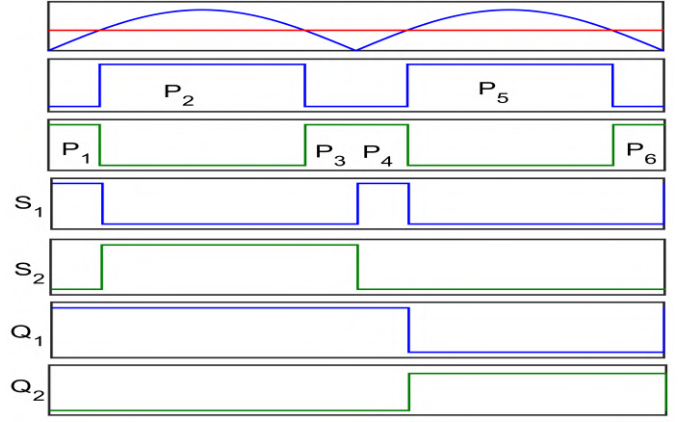 P₂ P₅
P₁ P₃ P₄ P₆
S₁
S₂
Q₁
Q₂